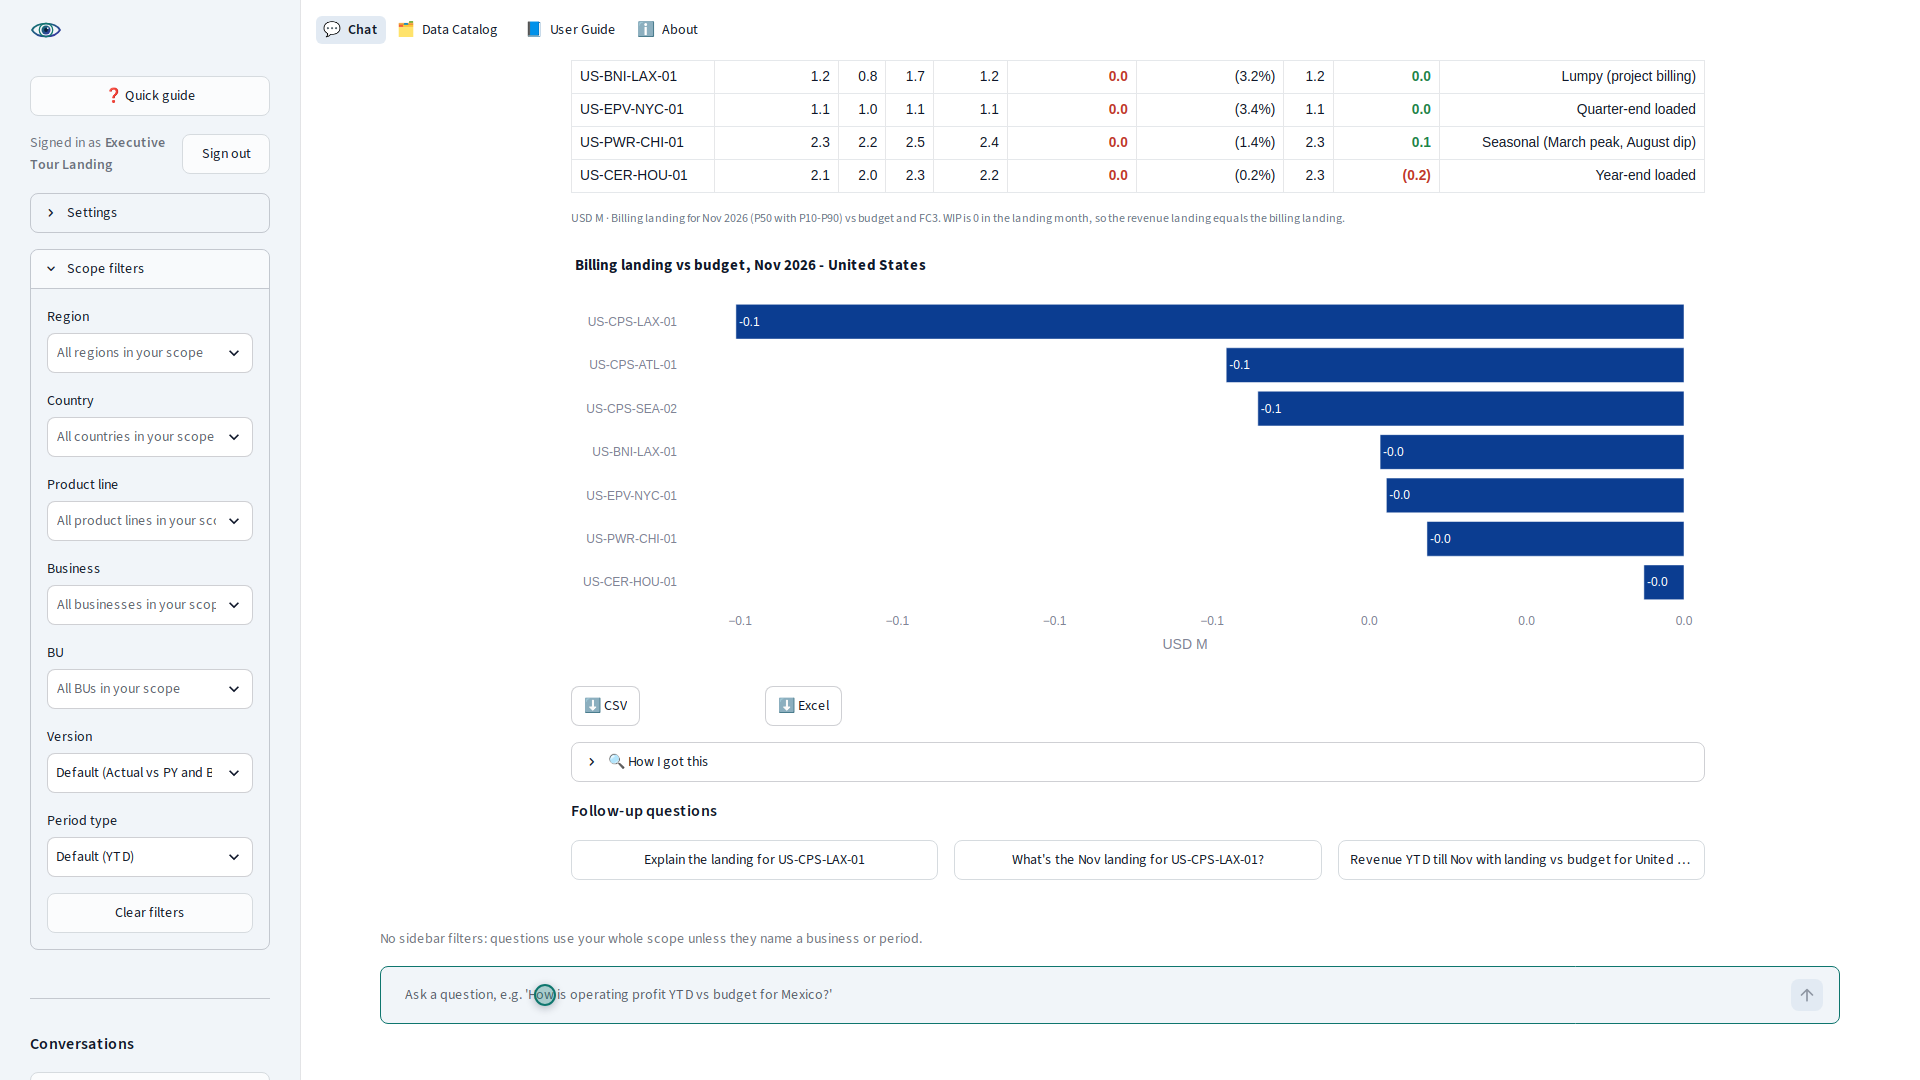 💬 Chat
🗂️ Data Catalog
📘 User Guide
ℹ️ About
❓ Quick guide
Signed in as Executive
Tour Landing
Sign out
Settings
Scope filters
Region
All regions in your scope
Country
All countries in your scope
Product line
All product lines in your sco
Business
All businesses in your scop
BU
All BUs in your scope
Version
Default (Actual vs PY and B
Period type
Default (YTD)
Clear filters
Conversations
US-BNI-LAX-01 1.2 0.8 1.7 1.2 0.0 (3.2%) 1.2 0.0 Lumpy (project billing)
US-EPV-NYC-01 1.1 1.0 1.1 1.1 0.0 (3.4%) 1.1 0.0 Quarter-end loaded
US-PWR-CHI-01 2.3 2.2 2.5 2.4 0.0 (1.4%) 2.3 0.1 Seasonal (March peak, August dip)
US-CER-HOU-01 2.1 2.0 2.3 2.2 0.0 (0.2%) 2.3 (0.2) Year-end loaded
USD M · Billing landing for Nov 2026 (P50 with P10-P90) vs budget and FC3. WIP is 0 in the landing month, so the revenue landing equals the billing landing.
Billing landing vs budget, Nov 2026 - United States
US-CPS-LAX-01 -0.1
US-CPS-ATL-01 -0.1
US-CPS-SEA-02 -0.1
US-BNI-LAX-01 -0.0
US-EPV-NYC-01 -0.0
US-PWR-CHI-01 -0.0
US-CER-HOU-01 -0.0
−0.1 −0.1 −0.1 −0.1 0.0 0.0 0.0
USD M
⬇️ CSV
⬇️ Excel
🔍 How I got this
Follow-up questions
Explain the landing for US-CPS-LAX-01
What's the Nov landing for US-CPS-LAX-01?
Revenue YTD till Nov with landing vs budget for United …
No sidebar filters: questions use your whole scope unless they name a business or period.
Ask a question, e.g. 'How is operating profit YTD vs budget for Mexico?'